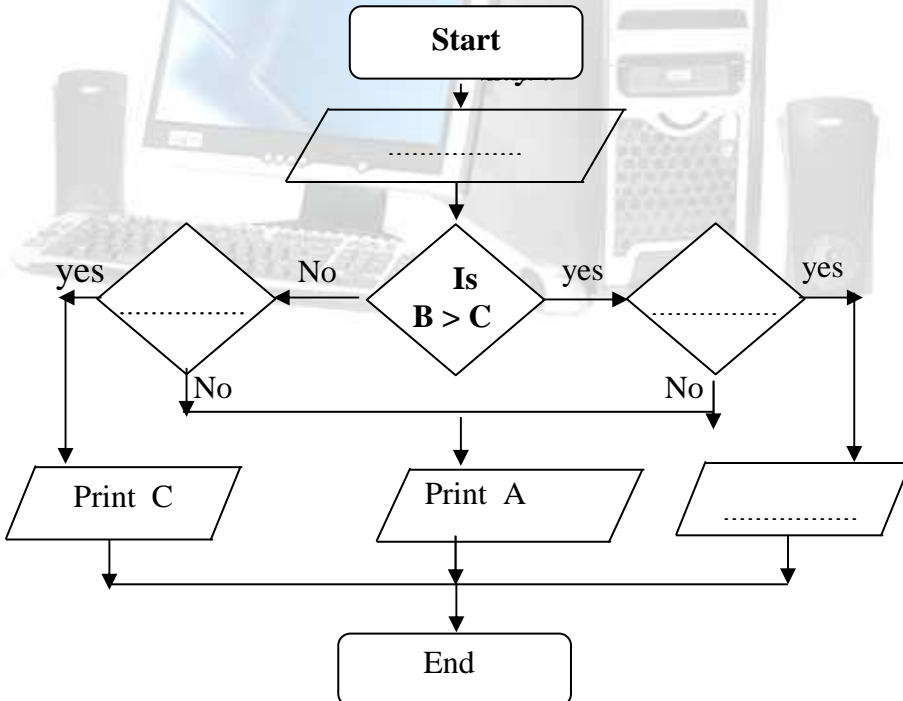 Start
...............
yes
No
Is
B > C
yes
yes
...............
...............
No
No
Print C
Print A
...............
End